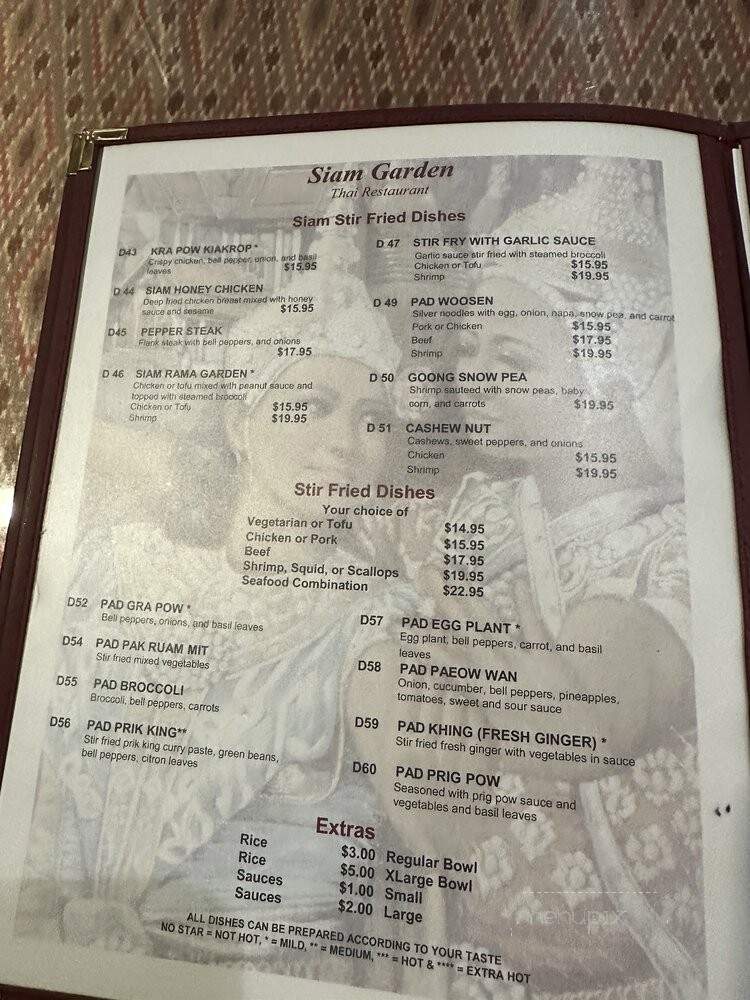 Siam Garden
Thai Restaurant
Siam Stir Fried Dishes
D43 KRA POW KIAKROP *
Crispy chicken, bell pepper, onion, and basil
leaves $15.95
D 44 SIAM HONEY CHICKEN
Deep fried chicken breast mixed with honey
sauce and sesame $15.95
D45 PEPPER STEAK
Flank steak with bell peppers, and onions
$17.95
D 46 SIAM RAMA GARDEN *
Chicken or tofu mixed with peanut sauce and
topped with steamed broccoli
Chicken or Tofu $15.95
Shrimp $19.95
D 47 STIR FRY WITH GARLIC SAUCE
Garlic sauce stir fried with steamed broccoli
Chicken or Tofu $15.95
Shrimp $19.95
D 49 PAD WOOSEN
Silver noodles with egg, onion, napa, snow pea, and carrot
Pork or Chicken $15.95
Beef $17.95
Shrimp $19.95
D 50 GOONG SNOW PEA
Shrimp sauteed with snow peas, baby
corn, and carrots $19.95
D 51 CASHEW NUT
Cashews, sweet peppers, and onions
Chicken $15.95
Shrimp $19.95
Stir Fried Dishes
Your choice of
Vegetarian or Tofu $14.95
Chicken or Pork $15.95
Beef $17.95
Shrimp, Squid, or Scallops $19.95
Seafood Combination $22.95
D52 PAD GRA POW *
Bell peppers, onions, and basil leaves
D54 PAD PAK RUAM MIT
Stir fried mixed vegetables
D55 PAD BROCCOLI
Broccoli, bell peppers, carrots
D56 PAD PRIK KING**
Stir fried prik king curry paste, green beans,
bell peppers, citron leaves
D57 PAD EGG PLANT *
Egg plant, bell peppers, carrot, and basil
leaves
D58 PAD PAEOW WAN
Onion, cucumber, bell peppers, pineapples,
tomatoes, sweet and sour sauce
D59 PAD KHING (FRESH GINGER) *
Stir fried fresh ginger with vegetables in sauce
D60 PAD PRIG POW
Seasoned with prig pow sauce and
vegetables and basil leaves
Extras
Rice $3.00 Regular Bowl
Rice $5.00 XLarge Bowl
Sauces $1.00 Small
Sauces $2.00 Large
ALL DISHES CAN BE PREPARED ACCORDING TO YOUR TASTE
NO STAR = NOT HOT, * = MILD, ** = MEDIUM, *** = HOT & **** = EXTRA HOT
menupix